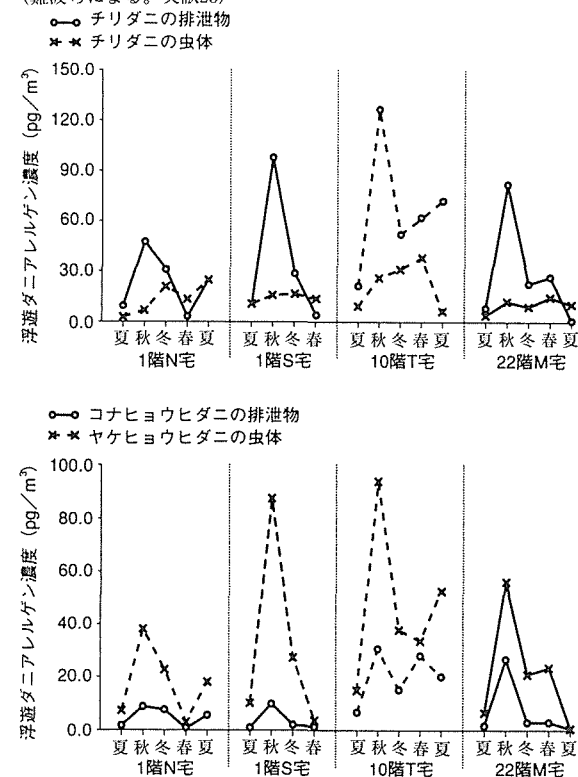 チリダニの排泄物
チリダニの虫体
浮遊ダニアレルゲン濃度 (pg/m³)
150.0
120.0
90.0
60.0
30.0
0.0
夏 秋 冬 春 夏 夏 秋 冬 春 夏 秋 冬 春 夏 夏 秋 冬 春 夏
1階N宅 1階S宅 10階T宅 22階M宅
コナヒョウヒダニの排泄物
ヤケヒョウヒダニの虫体
浮遊ダニアレルゲン濃度 (pg/m³)
100.0
80.0
60.0
40.0
20.0
0.0
夏 秋 冬 春 夏 夏 秋 冬 春 夏 秋 冬 春 夏 夏 秋 冬 春 夏
1階N宅 1階S宅 10階T宅 22階M宅